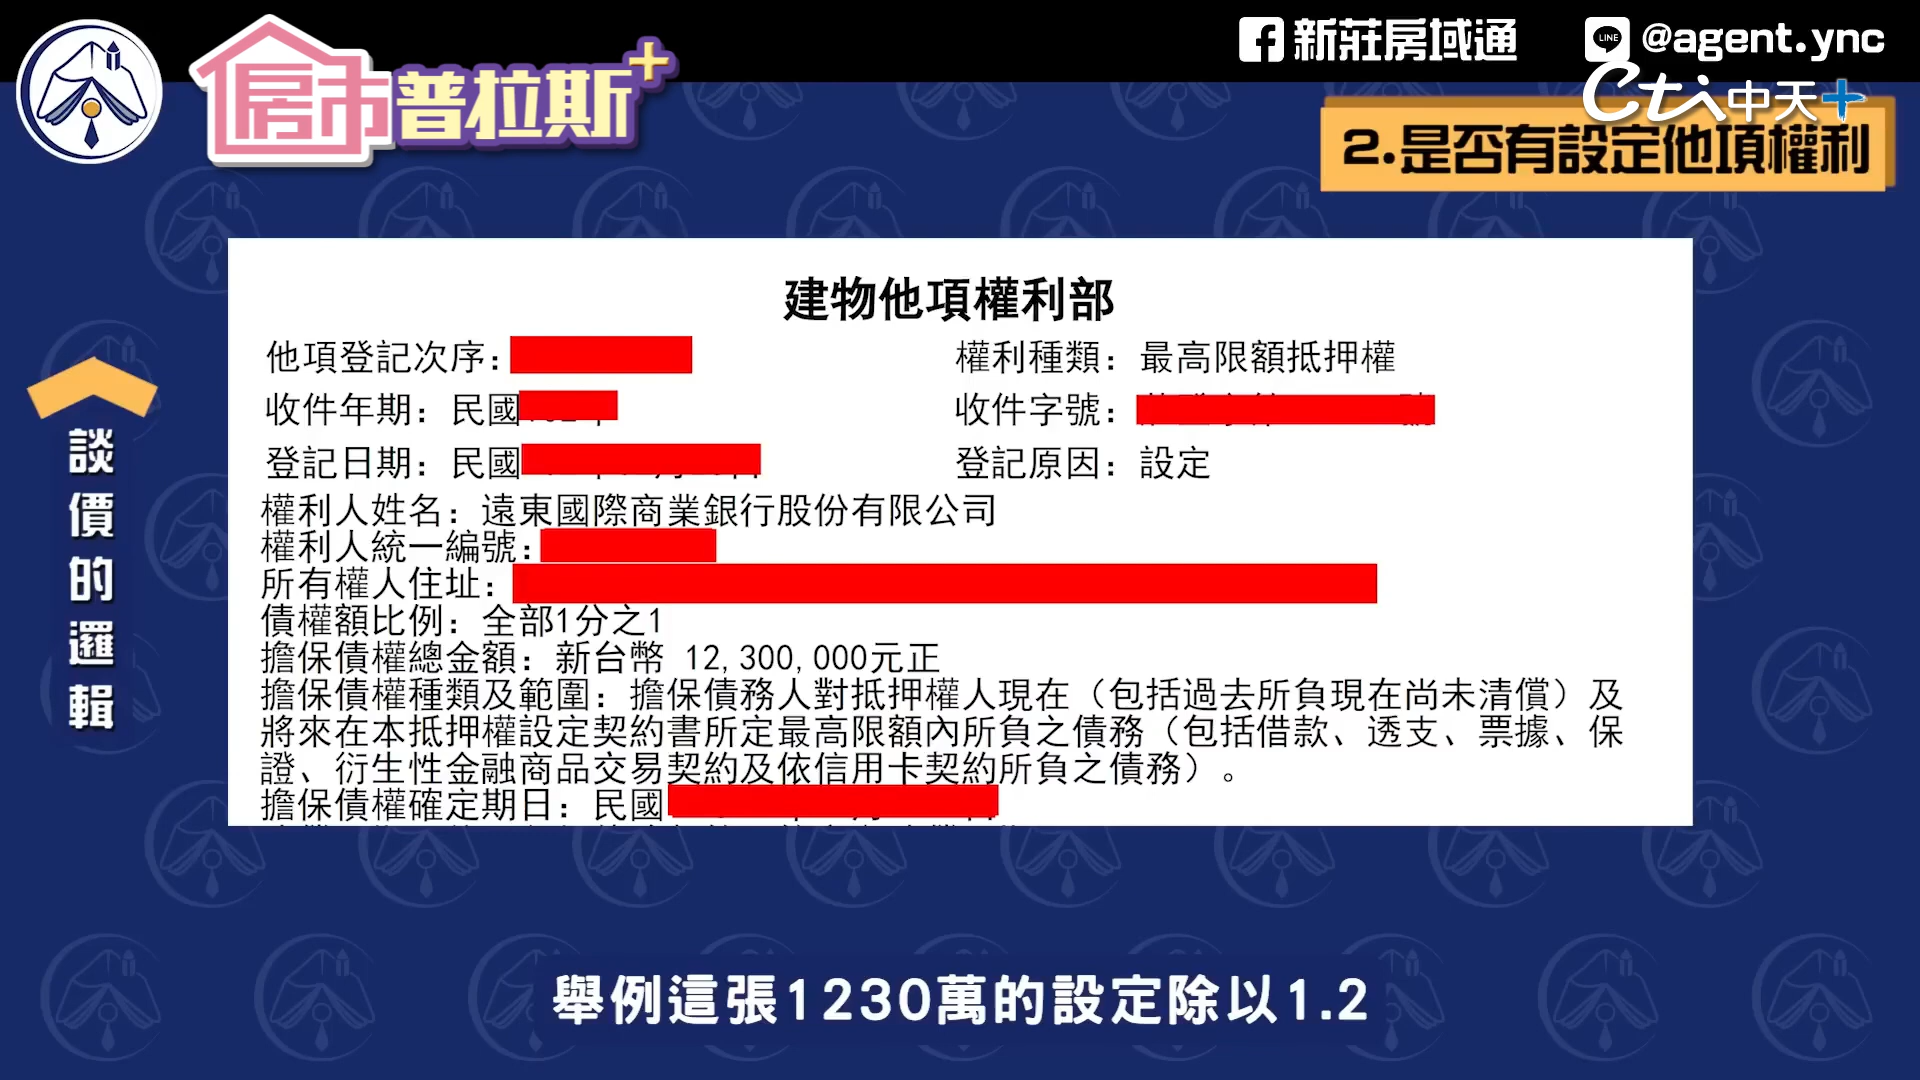 新莊房域通
LINE
@agent.ync
房市普拉斯+
Cti中天+
2.是否有設定他項權利
建物他項權利部
他項登記次序：
權利種類：最高限額抵押權
收件年期：民國
收件字號：
登記日期：民國
登記原因：設定
權利人姓名：遠東國際商業銀行股份有限公司
權利人統一編號：
所有權人住址：
債權額比例：全部1分之1
擔保債權總金額：新台幣 12,300,000元正
擔保債權種類及範圍：擔保債務人對抵押權人現在（包括過去所負現在尚未清償）及
將來在本抵押權設定契約書所定最高限額內所負之債務（包括借款、透支、票據、保
證、衍生性金融商品交易契約及依信用卡契約所負之債務）。
擔保債權確定期日：民國
談價的邏輯
舉例這張1230萬的設定除以1.2